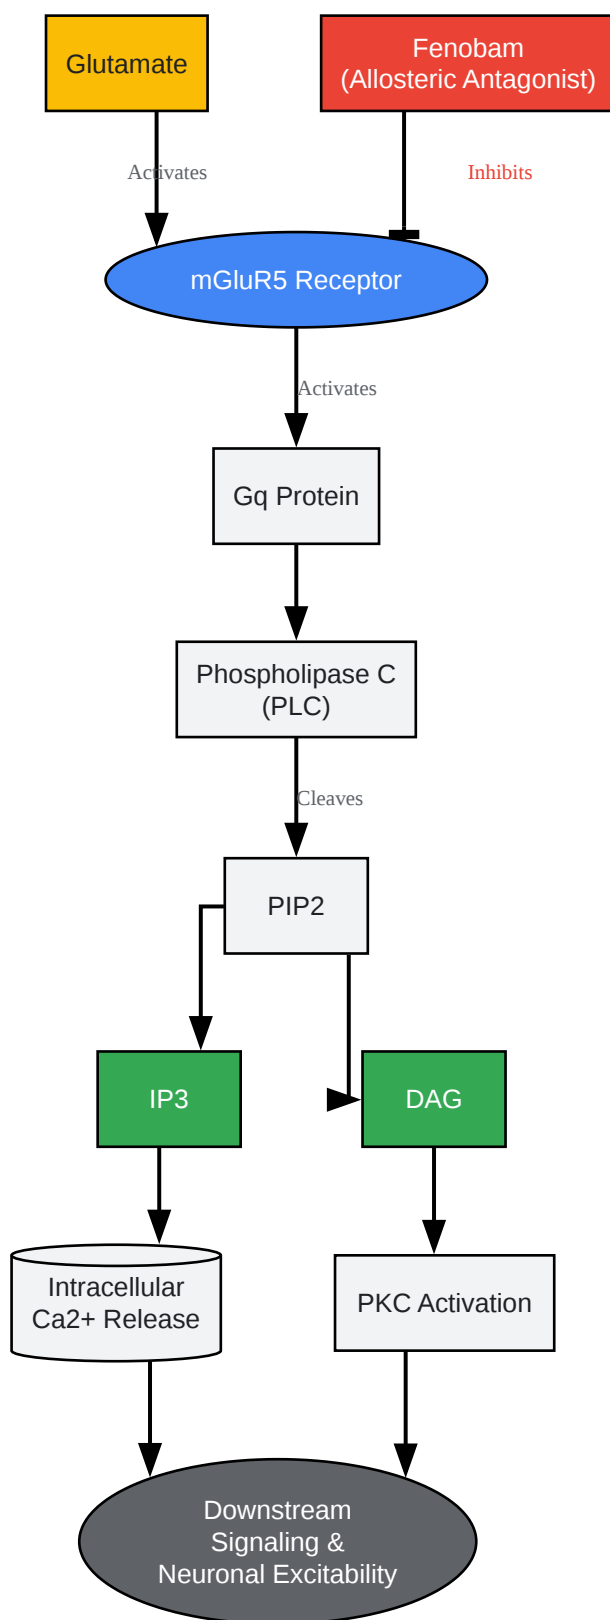 Glutamate
Fenobam
(Allosteric Antagonist)
Activates
Inhibits
mGluR5 Receptor
Activates
Gq Protein
Phospholipase C
(PLC)
Cleaves
PIP2
IP3
DAG
Intracellular
Ca2+ Release
PKC Activation
Downstream
Signaling &
Neuronal Excitability